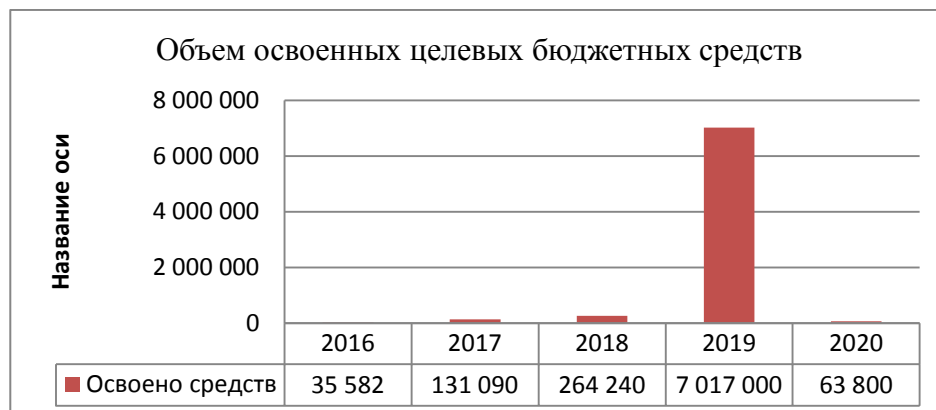 Объем освоенных целевых бюджетных средств
Название оси
8 000 000
6 000 000
4 000 000
2 000 000
0
2016 2017 2018 2019 2020
Освоено средств 35 582 131 090 264 240 7 017 000 63 800